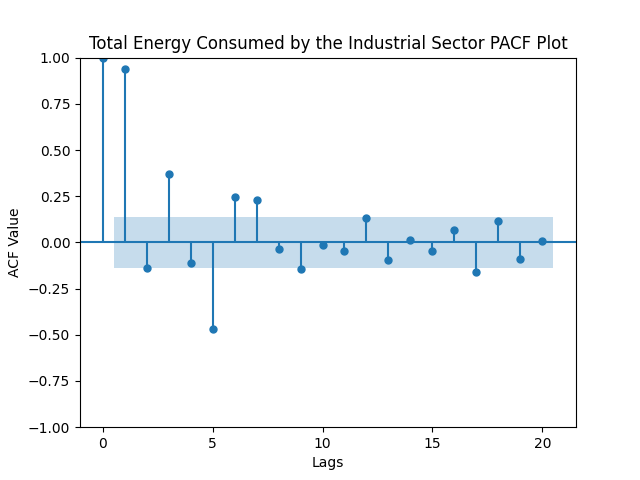 Total Energy Consumed by the Industrial Sector PACF Plot
1.00
0.75
0.50
0.25
0.00
−0.25
−0.50
−0.75
−1.00
ACF Value
0 5 10 15 20
Lags